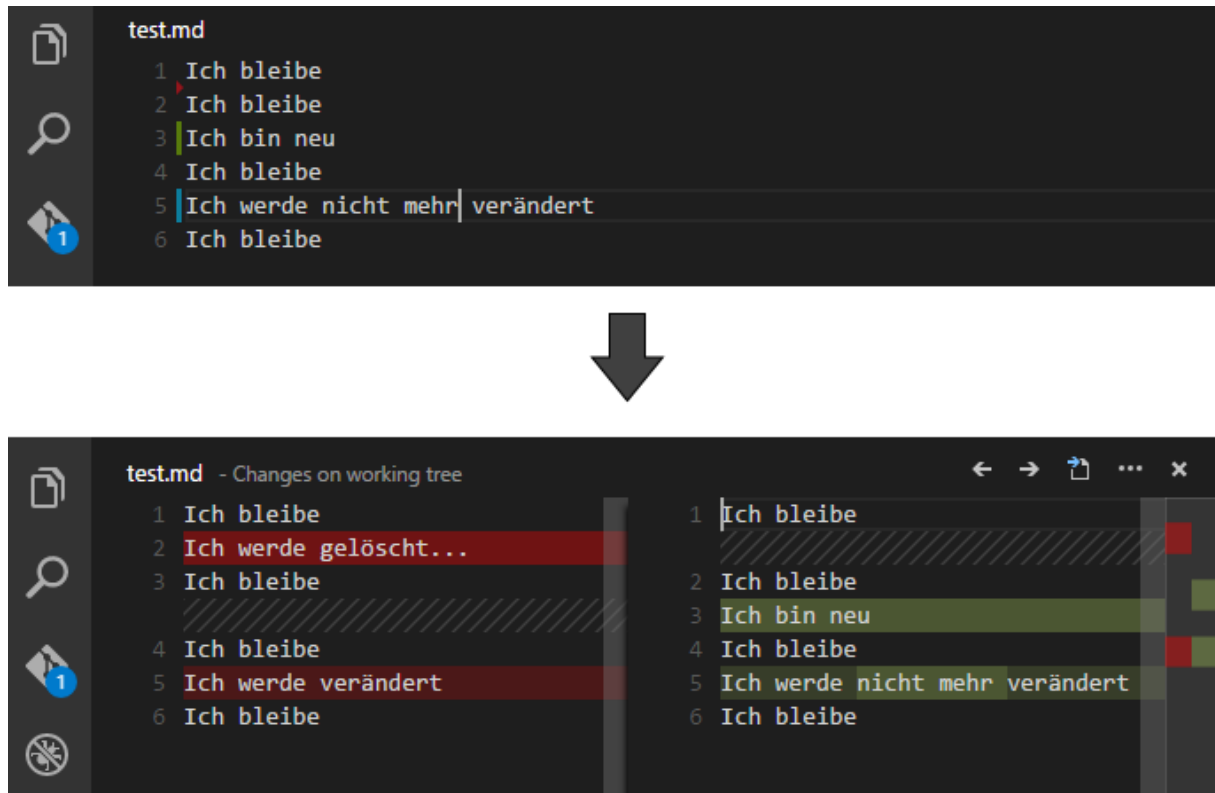 test.md
1 Ich bleibe
2 Ich bleibe
3 Ich bin neu
4 Ich bleibe
5 Ich werde nicht mehr verändert
6 Ich bleibe
1
test.md - Changes on working tree
1 Ich bleibe
2 Ich werde gelöscht...
3 Ich bleibe
4 Ich bleibe
5 Ich werde verändert
6 Ich bleibe
1 Ich bleibe
2 Ich bleibe
3 Ich bin neu
4 Ich bleibe
5 Ich werde nicht mehr verändert
6 Ich bleibe
1